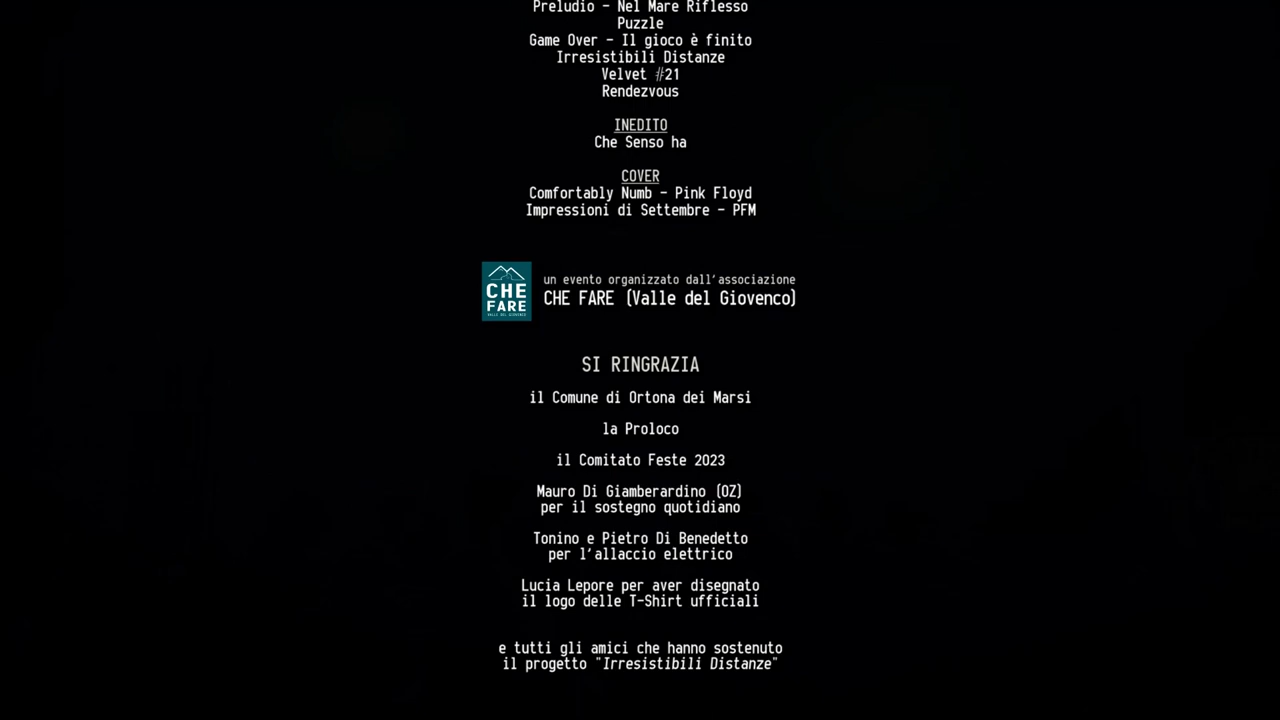 Preludio - Nel Mare Riflesso
Puzzle
Game Over - Il gioco è finito
Irresistibili Distanze
Velvet #21
Rendezvous
INEDITO
Che Senso ha
COVER
Comfortably Numb - Pink Floyd
Impressioni di Settembre - PFM
CHE
FARE
VALLE DEL GIOVENCO
un evento organizzato dall'associazione
CHE FARE (Valle del Giovenco)
SI RINGRAZIA
il Comune di Ortona dei Marsi
la Proloco
il Comitato Feste 2023
Mauro Di Giamberardino (OZ)
per il sostegno quotidiano
Tonino e Pietro Di Benedetto
per l'allaccio elettrico
Lucia Lepore per aver disegnato
il logo delle T-Shirt ufficiali
e tutti gli amici che hanno sostenuto
il progetto "Irresistibili Distanze"